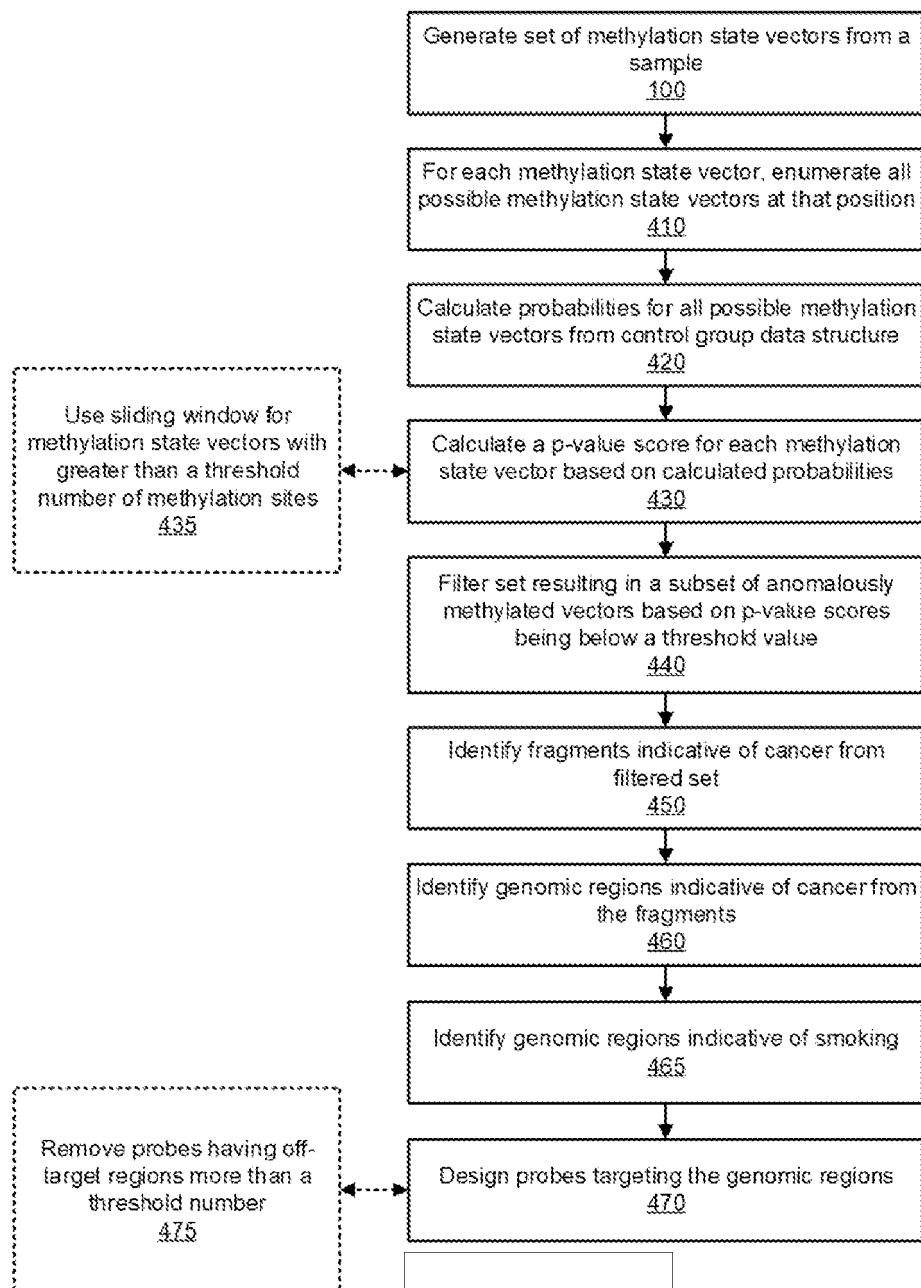 Generate set of methylation state vectors from a
sample
100
For each methylation state vector, enumerate all
possible methylation state vectors at that position
410
Calculate probabilities for all possible methylation
state vectors from control group data structure
420
Use sliding window for
methylation state vectors with
greater than a threshold
number of methylation sites
435
Calculate a p-value score for each methylation
state vector based on calculated probabilities
430
Filter set resulting in a subset of anomalously
methylated vectors based on p-value scores
being below a threshold value
440
Identify fragments indicative of cancer from
filtered set
450
Identify genomic regions indicative of cancer from
the fragments
460
Identify genomic regions indicative of smoking
465
Remove probes having off-
target regions more than a
threshold number
475
Design probes targeting the genomic regions
470